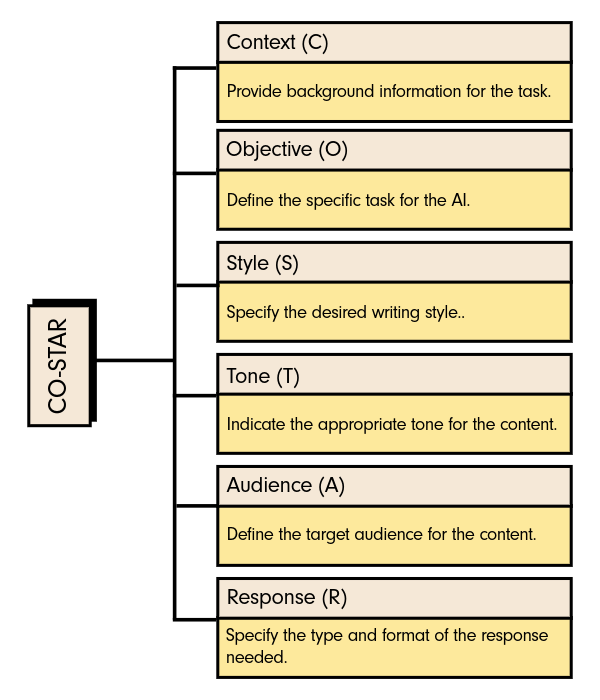 CO-STAR
Context (C)
Provide background information for the task.
Objective (O)
Define the specific task for the AI.
Style (S)
Specify the desired writing style..
Tone (T)
Indicate the appropriate tone for the content.
Audience (A)
Define the target audience for the content.
Response (R)
Specify the type and format of the response
needed.